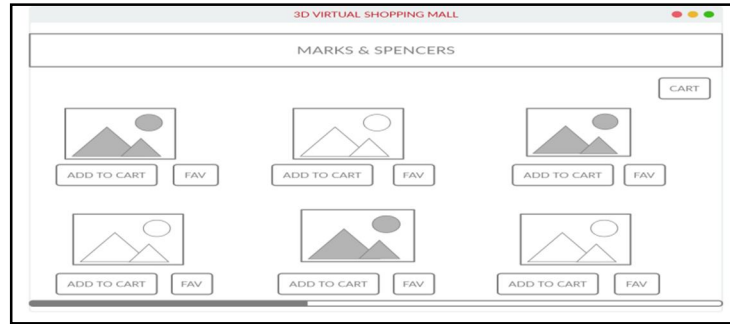 3D VIRTUAL SHOPPING MALL
MARKS & SPENCERS
CART
ADD TO CART FAV ADD TO CART FAV ADD TO CART FAV
ADD TO CART FAV ADD TO CART FAV ADD TO CART FAV